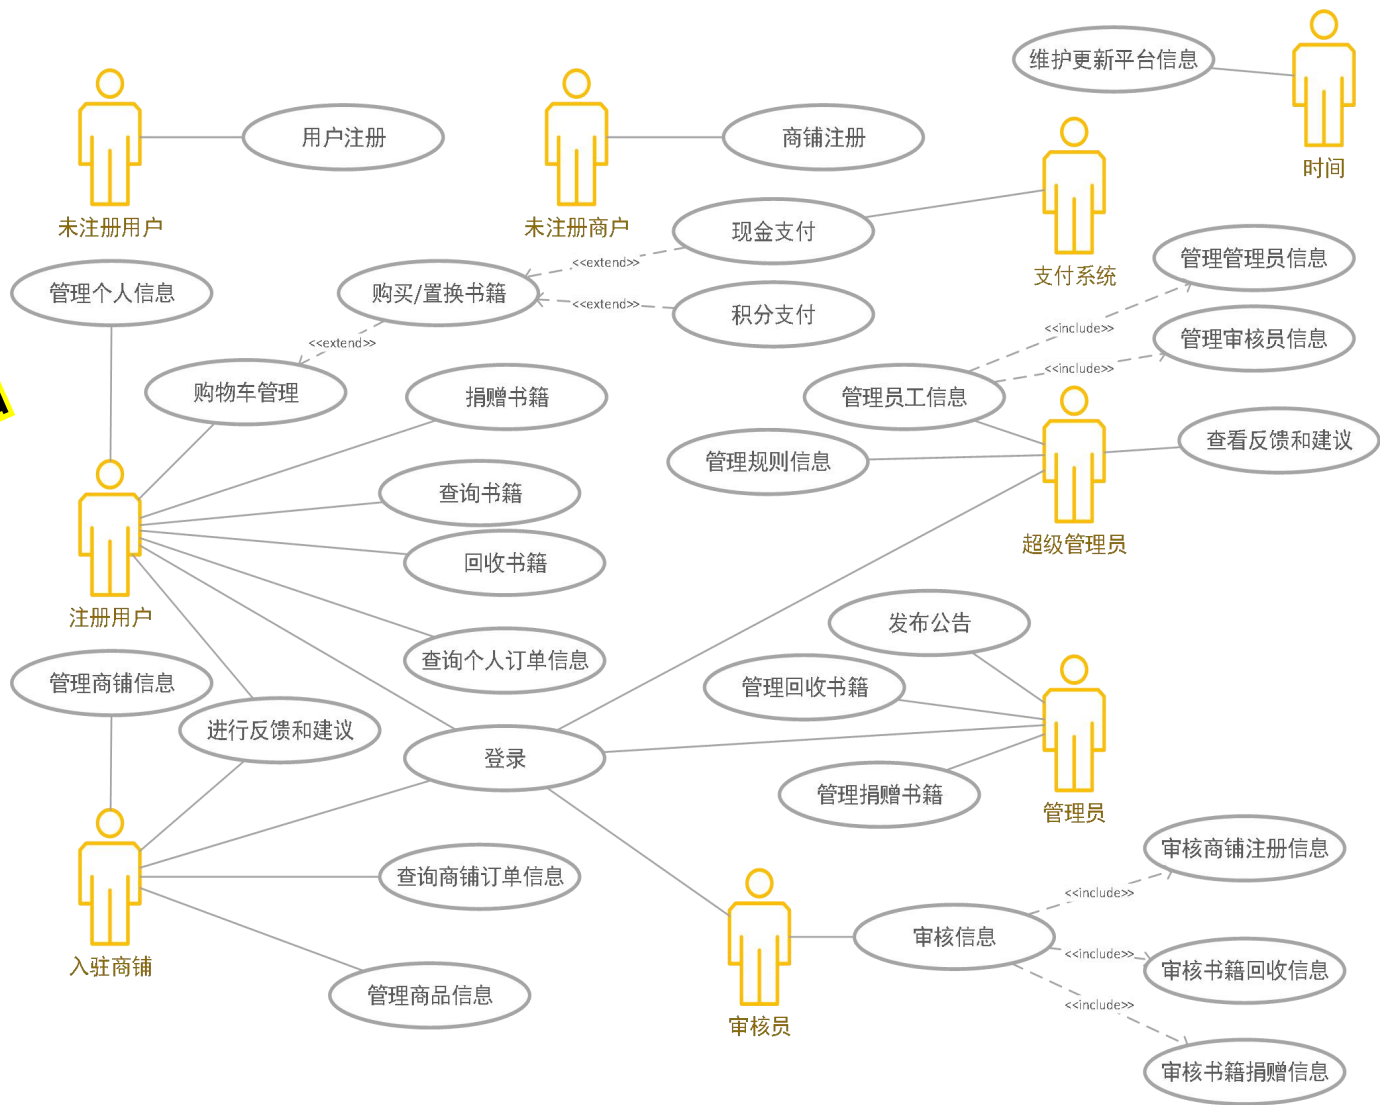 维护更新平台信息
时间
用户注册
未注册用户
商铺注册
未注册商户
现金支付
支付系统
管理个人信息
购买/置换书籍
<<extend>>
<<extend>>
积分支付
<<extend>>
管理管理员信息
<<include>>
管理审核员信息
<<include>>
购物车管理
捐赠书籍
管理员工信息
管理规则信息
查看反馈和建议
超级管理员
查询书籍
回收书籍
注册用户
查询个人订单信息
发布公告
管理商铺信息
管理回收书籍
进行反馈和建议
登录
管理捐赠书籍
管理员
查询商铺订单信息
入驻商铺
管理商品信息
审核员
审核信息
审核商铺注册信息
<<include>>
<<include>>
审核书籍回收信息
<<include>>
审核书籍捐赠信息